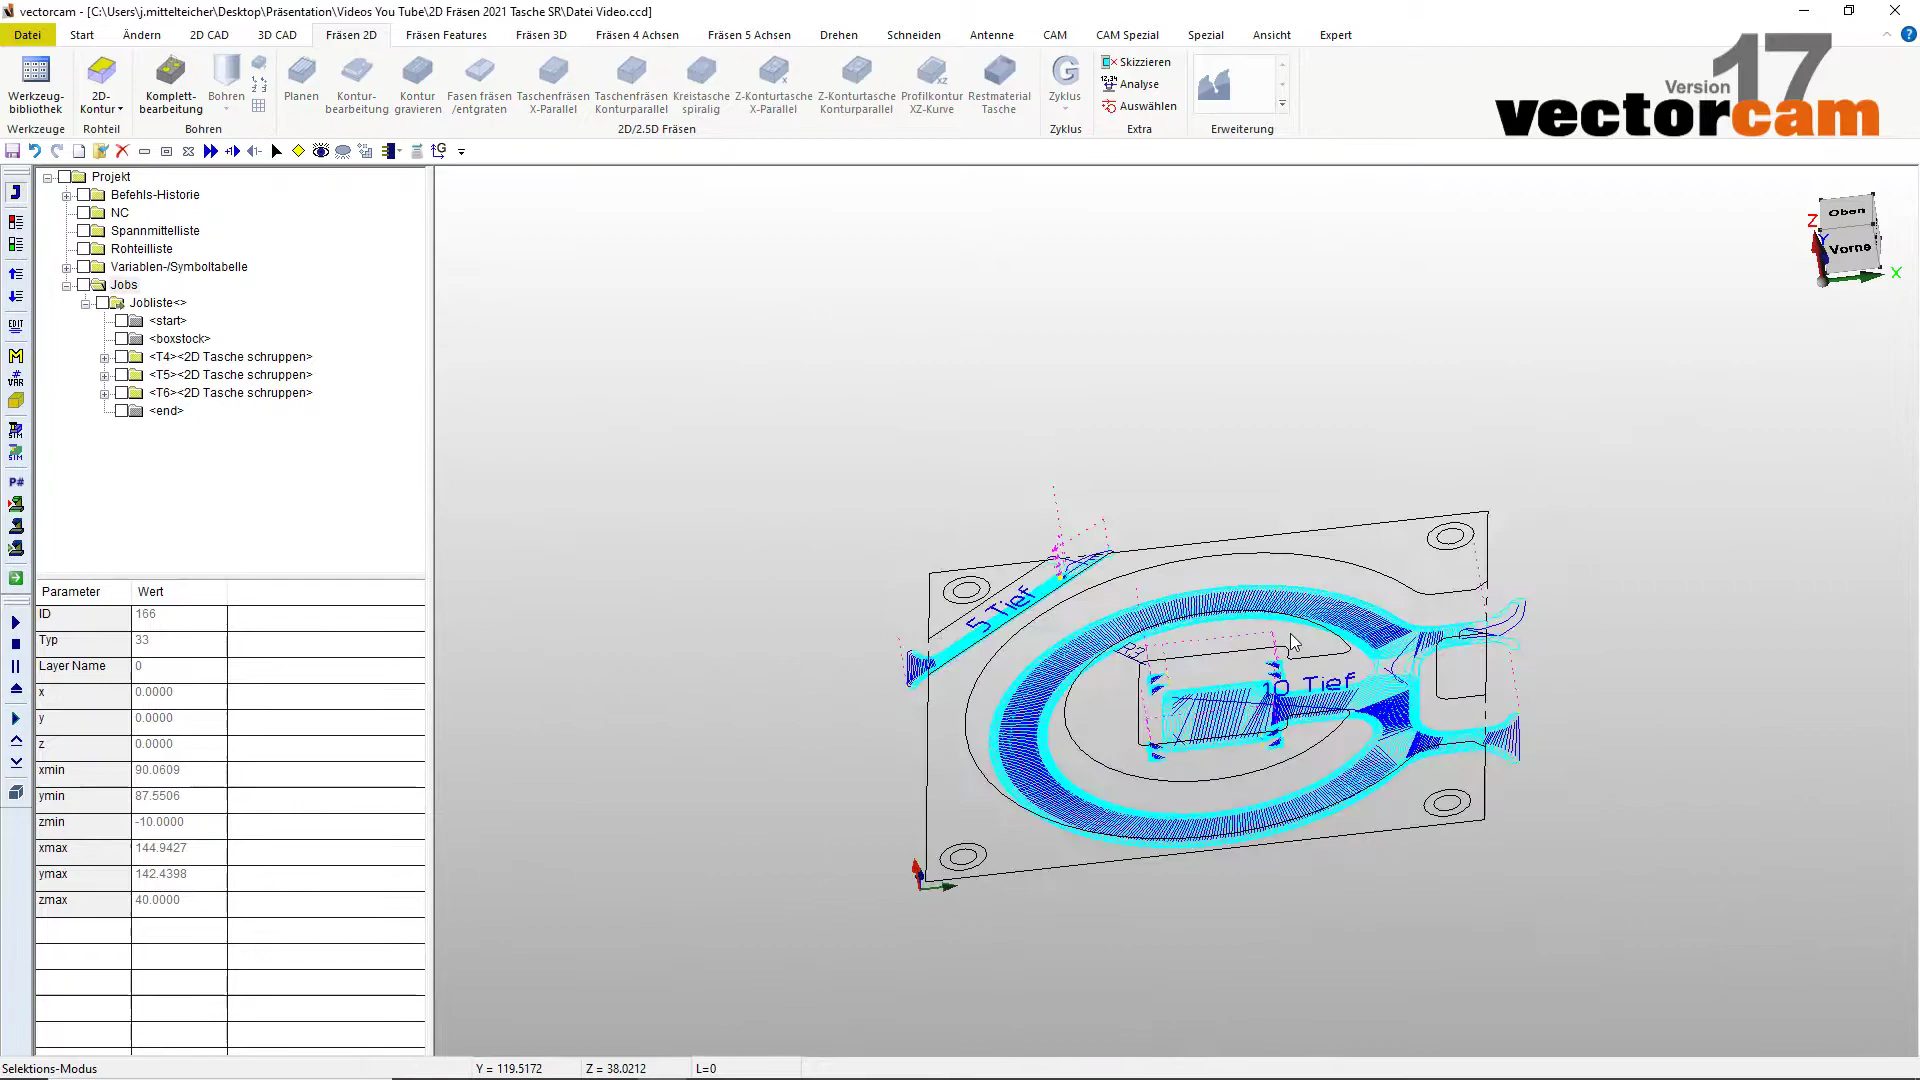 vectorcam - [C:\Users\j.mittelteicher\Desktop\Präsentation\Videos You Tube\2D Fräsen 2021 Tasche SR\Datei Video.ccd]
Datei Start Ändern 2D CAD 3D CAD Fräsen 2D Fräsen Features Fräsen 3D Fräsen 4 Achsen Fräsen 5 Achsen Drehen Schneiden Antenne CAM CAM Spezial Spezial Ansicht Expert
Werkzeug-
bibliothek
Werkzeuge
2D-
Kontur
Rohteil
Komplett-
bearbeitung
Bohren
Bohren
Planen
Kontur-
bearbeitung
Kontur
gravieren
Fasen fräsen
/entgraten
Taschenfräsen
X-Parallel
Taschenfräsen
Konturparallel
Kreistasche
spiralig
Z-Konturtasche
X-Parallel
Z-Konturtasche
Konturparallel
Profilkontur
XZ-Kurve
Restmaterial
Tasche
2D/2.5D Fräsen
Zyklus
Zyklus
Skizzieren
Analyse
Auswählen
Extra
Erweiterung
Version 17
vectorcam
Projekt
Befehls-Historie
NC
Spannmittelliste
Rohteilliste
Variablen-/Symboltabelle
Jobs
Jobliste<>
<start>
<boxstock>
<T4><2D Tasche schruppen>
<T5><2D Tasche schruppen>
<T6><2D Tasche schruppen>
<end>
EDIT
M
# VAR
SIM
SIM
P#
Parameter Wert
ID 166
Typ 33
Layer Name 0
x 0.0000
y 0.0000
z 0.0000
xmin 90.0609
ymin 87.5506
zmin -10.0000
xmax 144.9427
ymax 142.4398
zmax 40.0000
Oben
Vorne
Z
Y
X
5 Tief
10 Tief
Selektions-Modus Y = 119.5172 Z = 38.0212 L=0